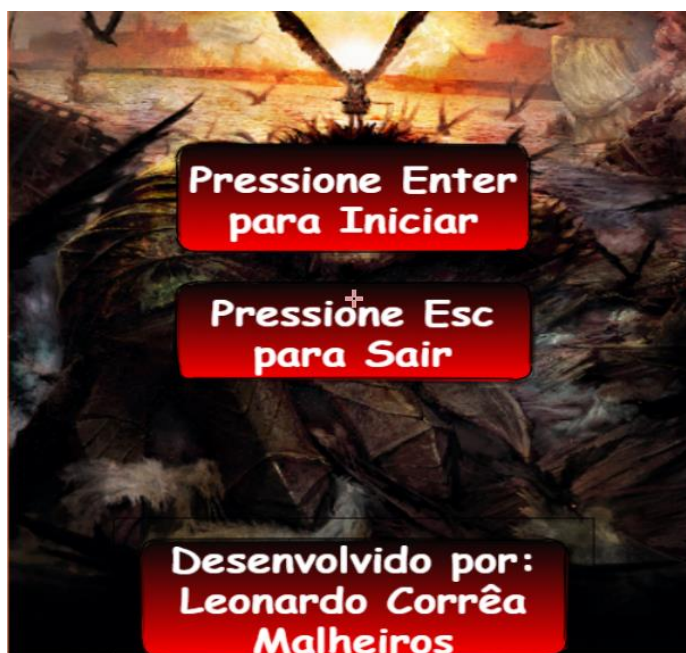 Pressione Enter
para Iniciar
Pressione Esc
para Sair
Desenvolvido por:
Leonardo Corrêa
Malheiros